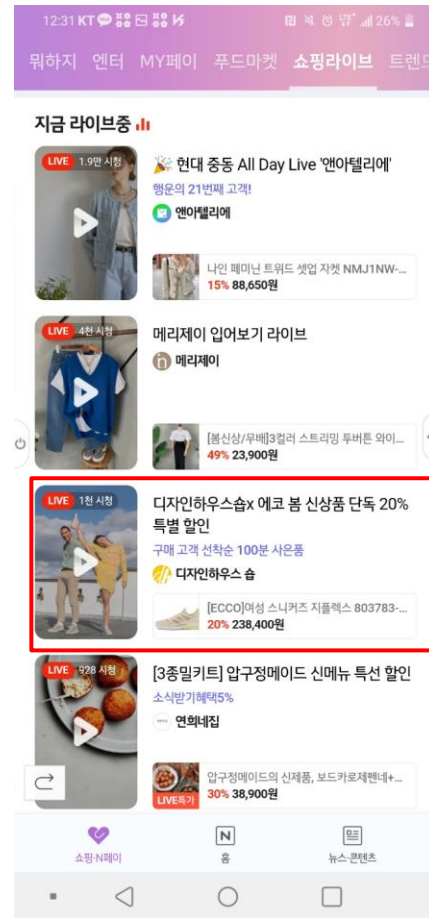 12:31 KT
26%
뭐하지 엔터 MY페이 푸드마켓 쇼핑라이브 트렌드
지금 라이브중
LIVE 1.9만 시청
현대 중동 All Day Live '앤아텔리에'
행운의 21번째 고객!
앤아텔리에
나인 페미닌 트위드 셋업 자켓 NMJ1NW-...
15% 88,650원
LIVE 4천 시청
메리제이 입어보기 라이브
메리제이
[봄신상/무배]3컬러 스트리밍 투버튼 와이...
49% 23,900원
LIVE 1천 시청
디자인하우스숍x 에코 봄 신상품 단독 20%
특별 할인
구매 고객 선착순 100분 사은품
디자인하우스 숍
[ECCO]여성 스니커즈 지플렉스 803783-...
20% 238,400원
LIVE 928 시청
[3종밀키트] 압구정메이드 신메뉴 특선 할인
소식받기혜택5%
연희네집
압구정메이드의 신제품, 보드카로제펜네+...
LIVE특가
30% 38,900원
쇼핑·N페이
N
홈
뉴스·콘텐츠